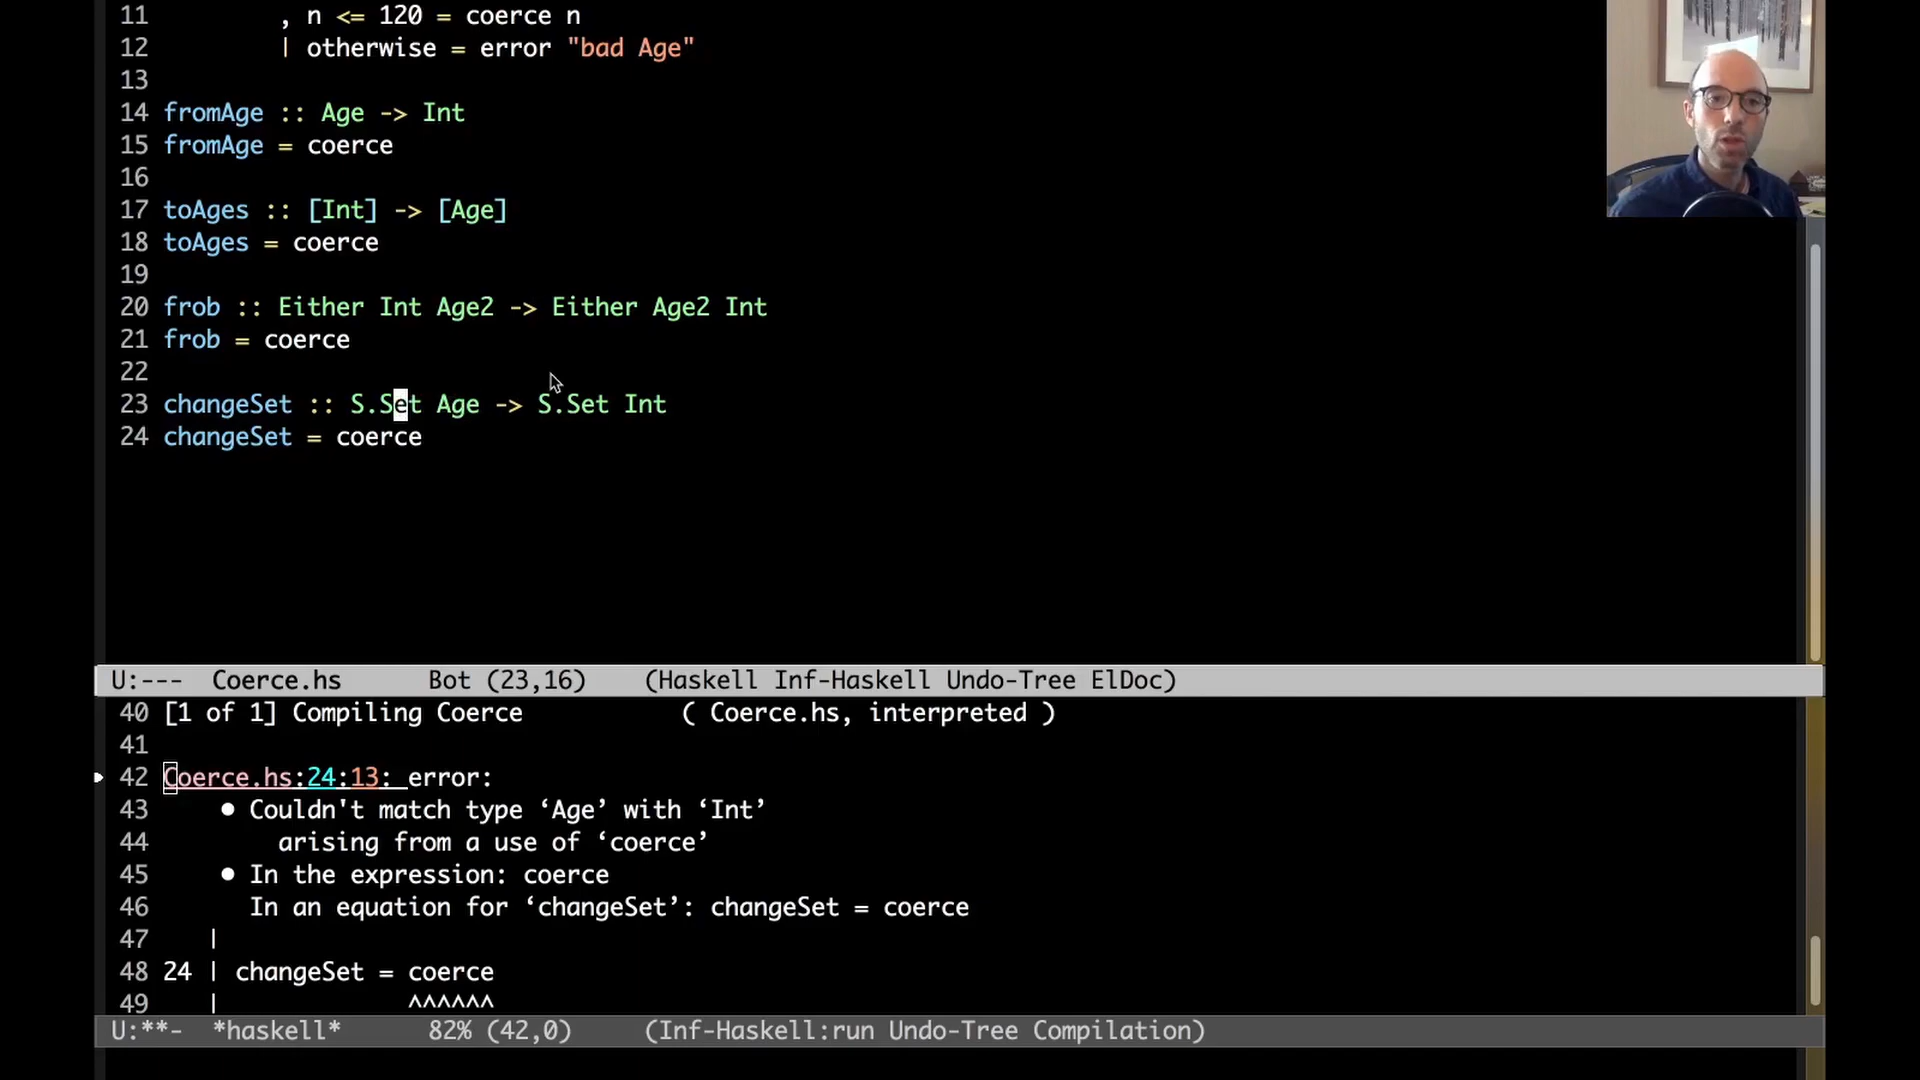 11         , n <= 120 = coerce n
12         | otherwise = error "bad Age"
13
14 fromAge :: Age -> Int
15 fromAge = coerce
16
17 toAges :: [Int] -> [Age]
18 toAges = coerce
19
20 frob :: Either Int Age2 -> Either Age2 Int
21 frob = coerce
22
23 changeSet :: S.Set Age -> S.Set Int
24 changeSet = coerce
U:---  Coerce.hs      Bot (23,16)    (Haskell Inf-Haskell Undo-Tree ElDoc)
40 [1 of 1] Compiling Coerce           ( Coerce.hs, interpreted )
41
42 Coerce.hs:24:13: error:
43     • Couldn't match type ‘Age’ with ‘Int’
44         arising from a use of ‘coerce’
45     • In the expression: coerce
46       In an equation for ‘changeSet’: changeSet = coerce
47    |
48 24 | changeSet = coerce
49    |             ^^^^^^
U:**-  *haskell*      82% (42,0)     (Inf-Haskell:run Undo-Tree Compilation)